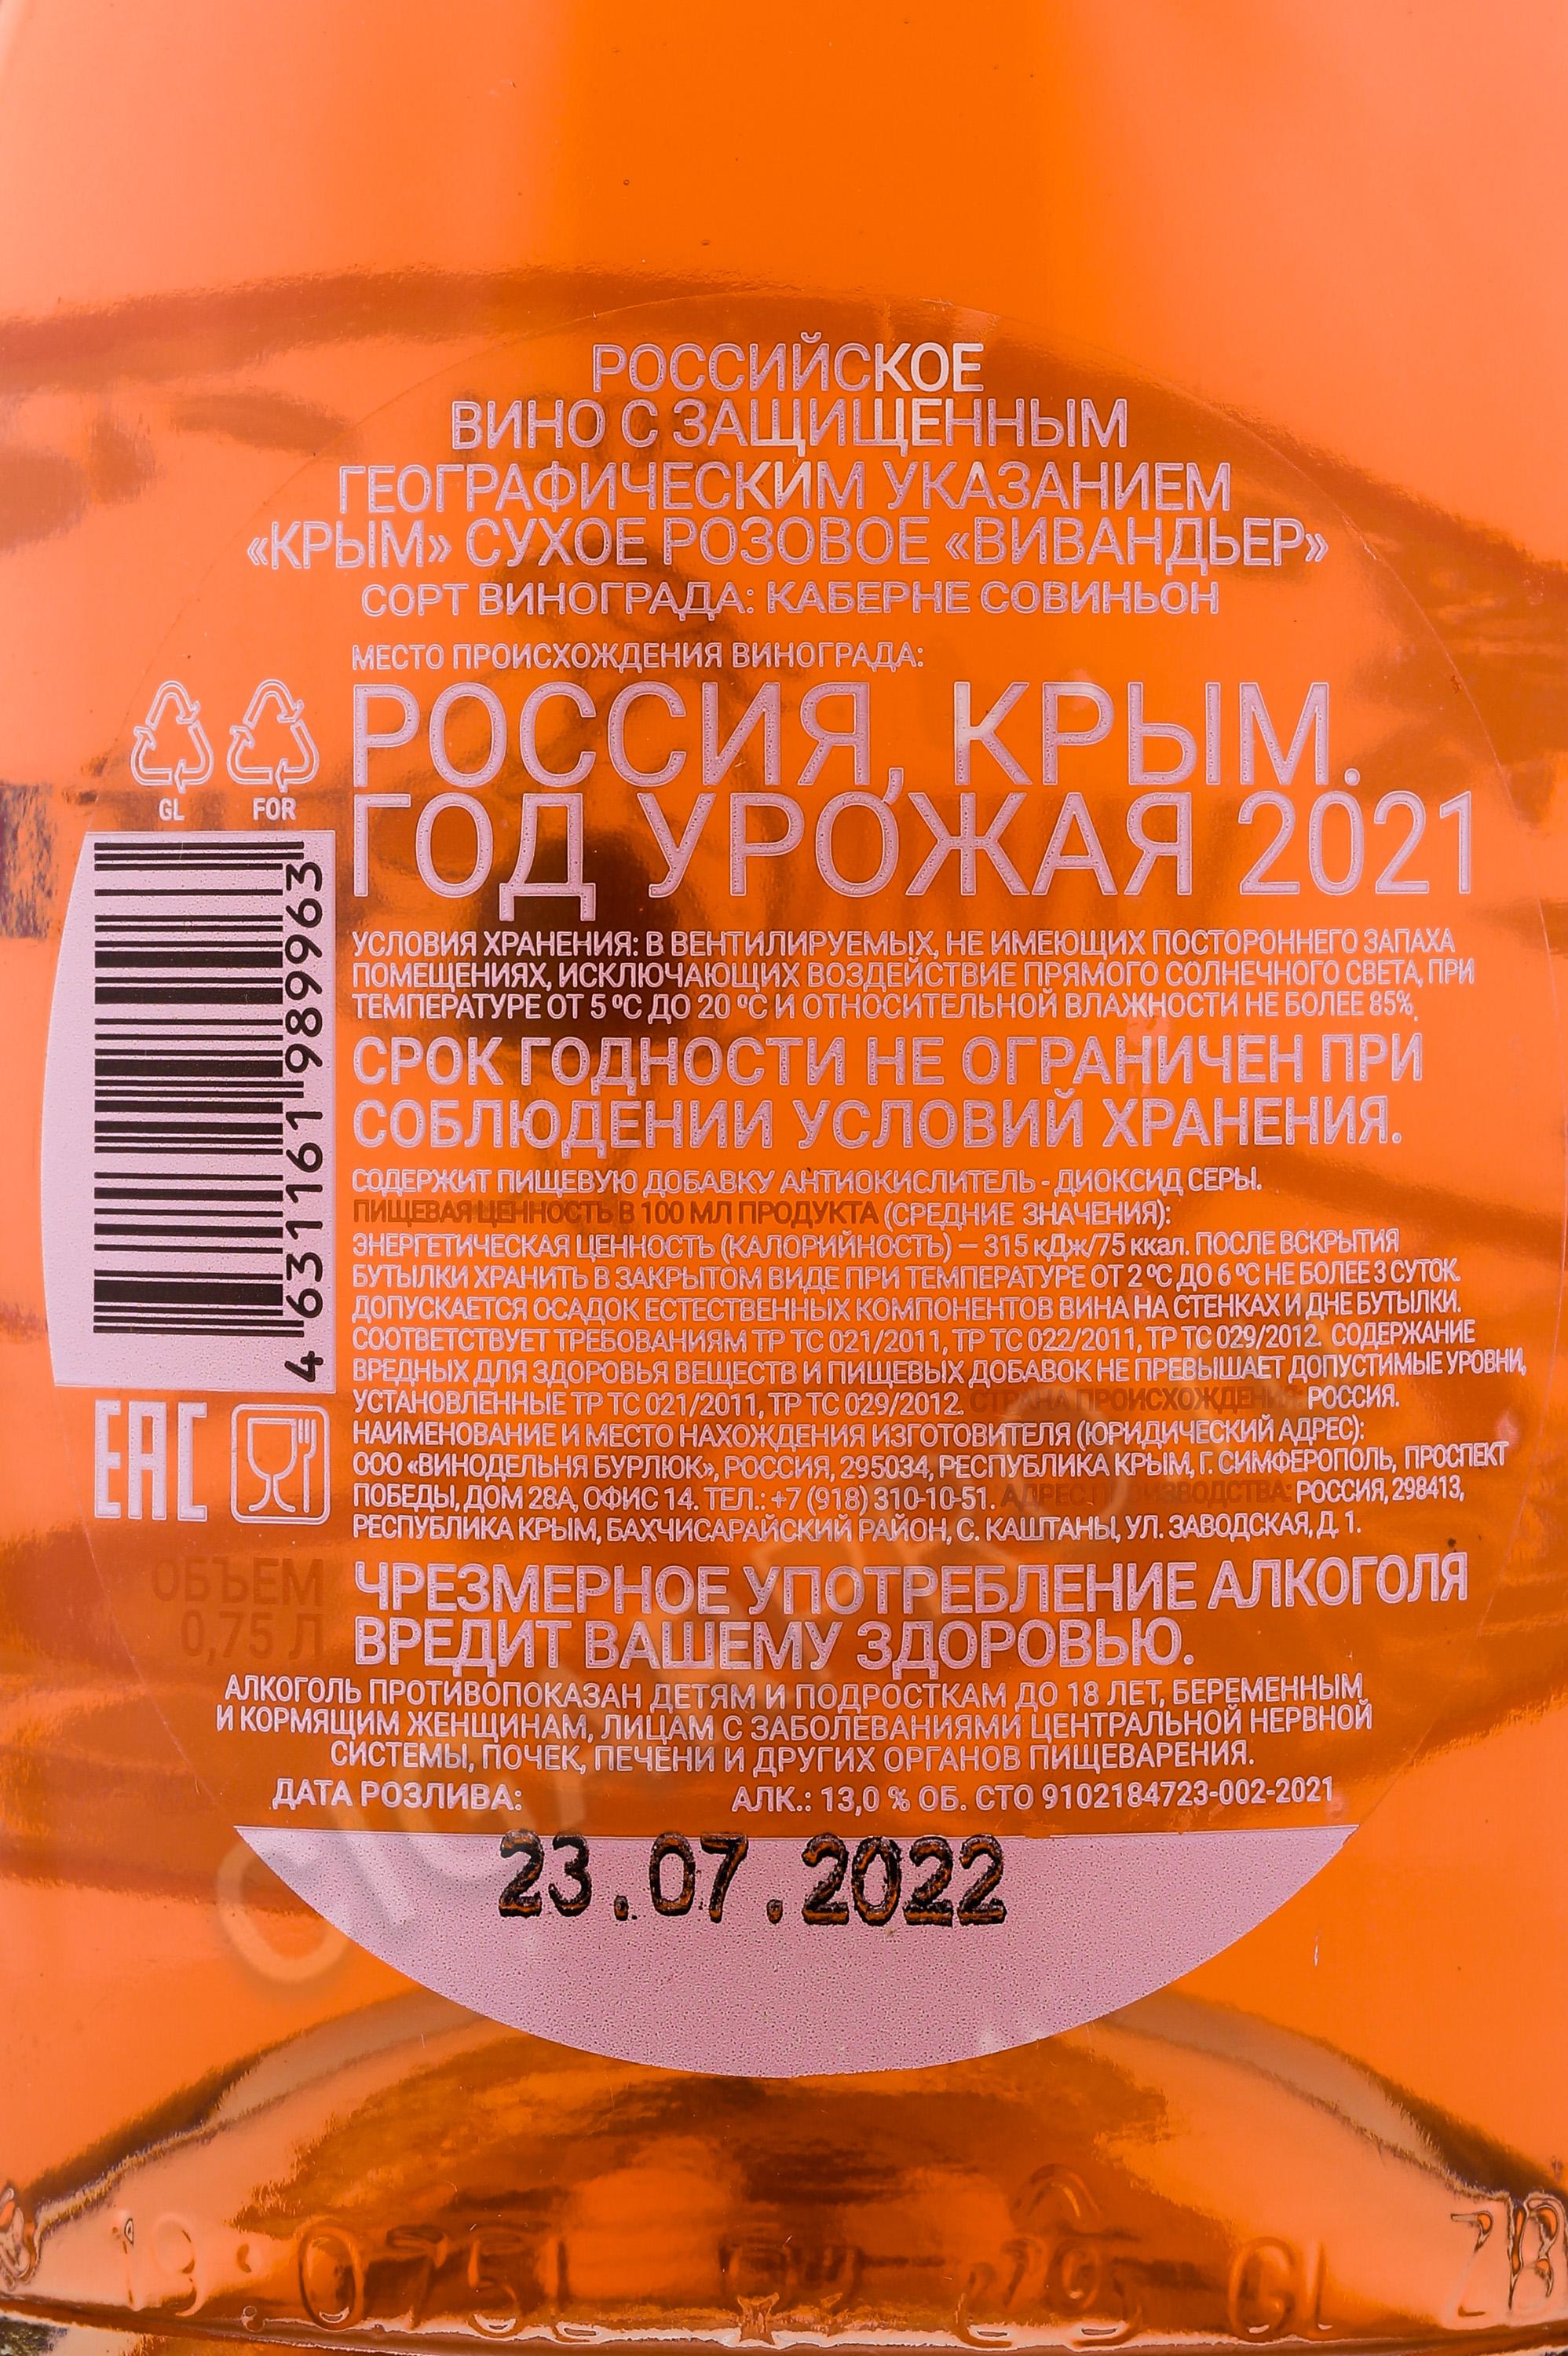 РОССИЙСКОЕ
ВИНО С ЗАЩИЩЕННЫМ
ГЕОГРАФИЧЕСКИМ УКАЗАНИЕМ
«КРЫМ» СУХОЕ РОЗОВОЕ «ВИВАНДЬЕР»
СОРТ ВИНОГРАДА: КАБЕРНЕ СОВИНЬОН
МЕСТО ПРОИСХОЖДЕНИЯ ВИНОГРАДА:
РОССИЯ, КРЫМ.
ГОД УРОЖАЯ 2021
GL FOR
4 631161 989963
УСЛОВИЯ ХРАНЕНИЯ: В ВЕНТИЛИРУЕМЫХ, НЕ ИМЕЮЩИХ ПОСТОРОННЕГО ЗАПАХА
ПОМЕЩЕНИЯХ, ИСКЛЮЧАЮЩИХ ВОЗДЕЙСТВИЕ ПРЯМОГО СОЛНЕЧНОГО СВЕТА, ПРИ
ТЕМПЕРАТУРЕ ОТ 5 ºС ДО 20 ºС И ОТНОСИТЕЛЬНОЙ ВЛАЖНОСТИ НЕ БОЛЕЕ 85%.
СРОК ГОДНОСТИ НЕ ОГРАНИЧЕН ПРИ
СОБЛЮДЕНИИ УСЛОВИЙ ХРАНЕНИЯ.
СОДЕРЖИТ ПИЩЕВУЮ ДОБАВКУ АНТИОКИСЛИТЕЛЬ - ДИОКСИД СЕРЫ.
ПИЩЕВАЯ ЦЕННОСТЬ В 100 МЛ ПРОДУКТА (СРЕДНИЕ ЗНАЧЕНИЯ):
ЭНЕРГЕТИЧЕСКАЯ ЦЕННОСТЬ (КАЛОРИЙНОСТЬ) – 315 кДж/75 ккал. ПОСЛЕ ВСКРЫТИЯ
БУТЫЛКИ ХРАНИТЬ В ЗАКРЫТОМ ВИДЕ ПРИ ТЕМПЕРАТУРЕ ОТ 2 ºС ДО 6 ºС НЕ БОЛЕЕ 3 СУТОК.
ДОПУСКАЕТСЯ ОСАДОК ЕСТЕСТВЕННЫХ КОМПОНЕНТОВ ВИНА НА СТЕНКАХ И ДНЕ БУТЫЛКИ.
СООТВЕТСТВУЕТ ТРЕБОВАНИЯМ ТР ТС 021/2011, ТР ТС 022/2011, ТР ТС 029/2012. СОДЕРЖАНИЕ
ВРЕДНЫХ ДЛЯ ЗДОРОВЬЯ ВЕЩЕСТВ И ПИЩЕВЫХ ДОБАВОК НЕ ПРЕВЫШАЕТ ДОПУСТИМЫЕ УРОВНИ,
УСТАНОВЛЕННЫЕ ТР ТС 021/2011, ТР ТС 029/2012. СТРАНА ПРОИСХОЖДЕНИЯ: РОССИЯ.
НАИМЕНОВАНИЕ И МЕСТО НАХОЖДЕНИЯ ИЗГОТОВИТЕЛЯ (ЮРИДИЧЕСКИЙ АДРЕС):
ООО «ВИНОДЕЛЬНЯ БУРЛЮК», РОССИЯ, 295034, РЕСПУБЛИКА КРЫМ, Г. СИМФЕРОПОЛЬ, ПРОСПЕКТ
ПОБЕДЫ, ДОМ 28А, ОФИС 14. ТЕЛ.: +7 (918) 310-10-51. АДРЕС ПРОИЗВОДСТВА: РОССИЯ, 298413,
РЕСПУБЛИКА КРЫМ, БАХЧИСАРАЙСКИЙ РАЙОН, С. КАШТАНЫ, УЛ. ЗАВОДСКАЯ, Д. 1.
EAC
ОБЪЕМ
0,75 Л
ЧРЕЗМЕРНОЕ УПОТРЕБЛЕНИЕ АЛКОГОЛЯ
ВРЕДИТ ВАШЕМУ ЗДОРОВЬЮ.
АЛКОГОЛЬ ПРОТИВОПОКАЗАН ДЕТЯМ И ПОДРОСТКАМ ДО 18 ЛЕТ, БЕРЕМЕННЫМ
И КОРМЯЩИМ ЖЕНЩИНАМ, ЛИЦАМ С ЗАБОЛЕВАНИЯМИ ЦЕНТРАЛЬНОЙ НЕРВНОЙ
СИСТЕМЫ, ПОЧЕК, ПЕЧЕНИ И ДРУГИХ ОРГАНОВ ПИЩЕВАРЕНИЯ.
ДАТА РОЗЛИВА: АЛК.: 13,0 % ОБ. СТО 9102184723-002-2021
23.07.2022